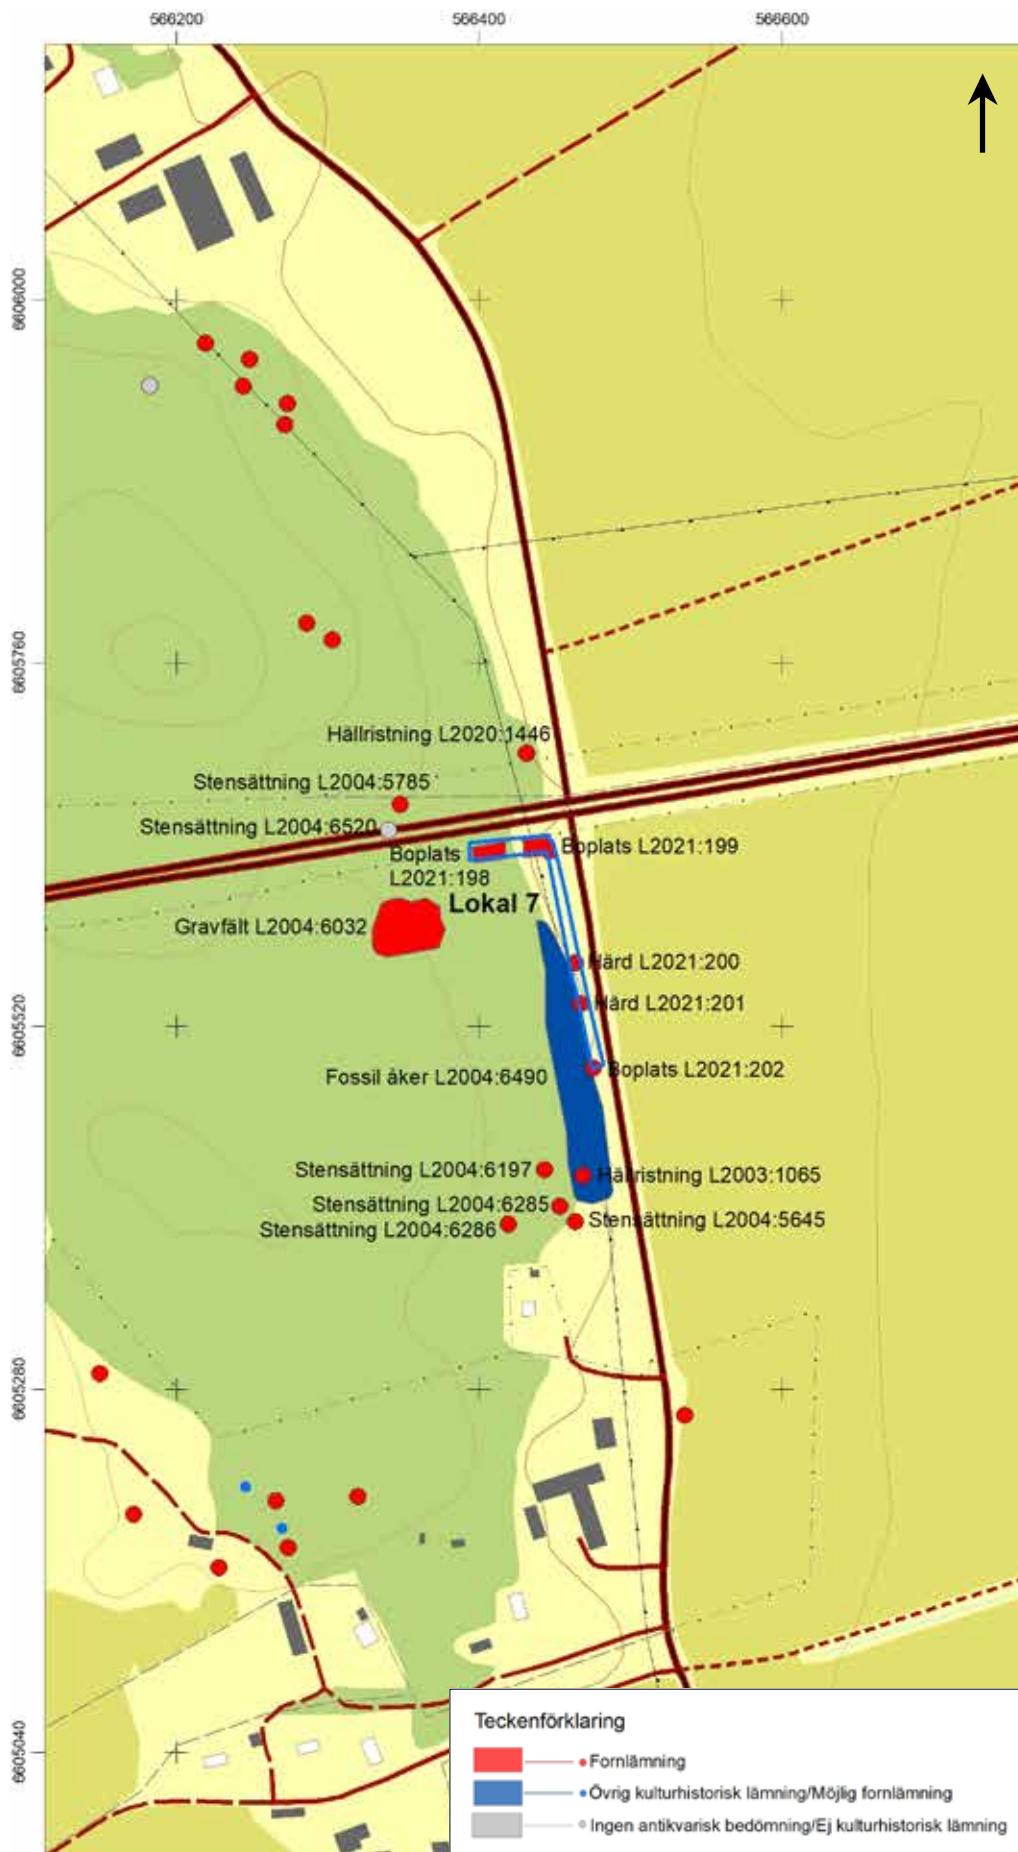 566200
566400
566600
6606000
6605760
Hällristning L2020:1446
Stensättning L2004:5785
Stensättning L2004:6520
Boplats L2021:199
Boplats
L2021:198
Lokal 7
Gravfält L2004:6032
Härd L2021:200
Härd L2021:201
6605520
Boplats L2021:202
Fossil åker L2004:6490
Stensättning L2004:6197
Hällristning L2003:1065
Stensättning L2004:6285
Stensättning L2004:5645
Stensättning L2004:6286
6605280
6605040
Teckenförklaring
Fornlämning
Övrig kulturhistorisk lämning/Möjlig fornlämning
Ingen antikvarisk bedömning/Ej kulturhistorisk lämning